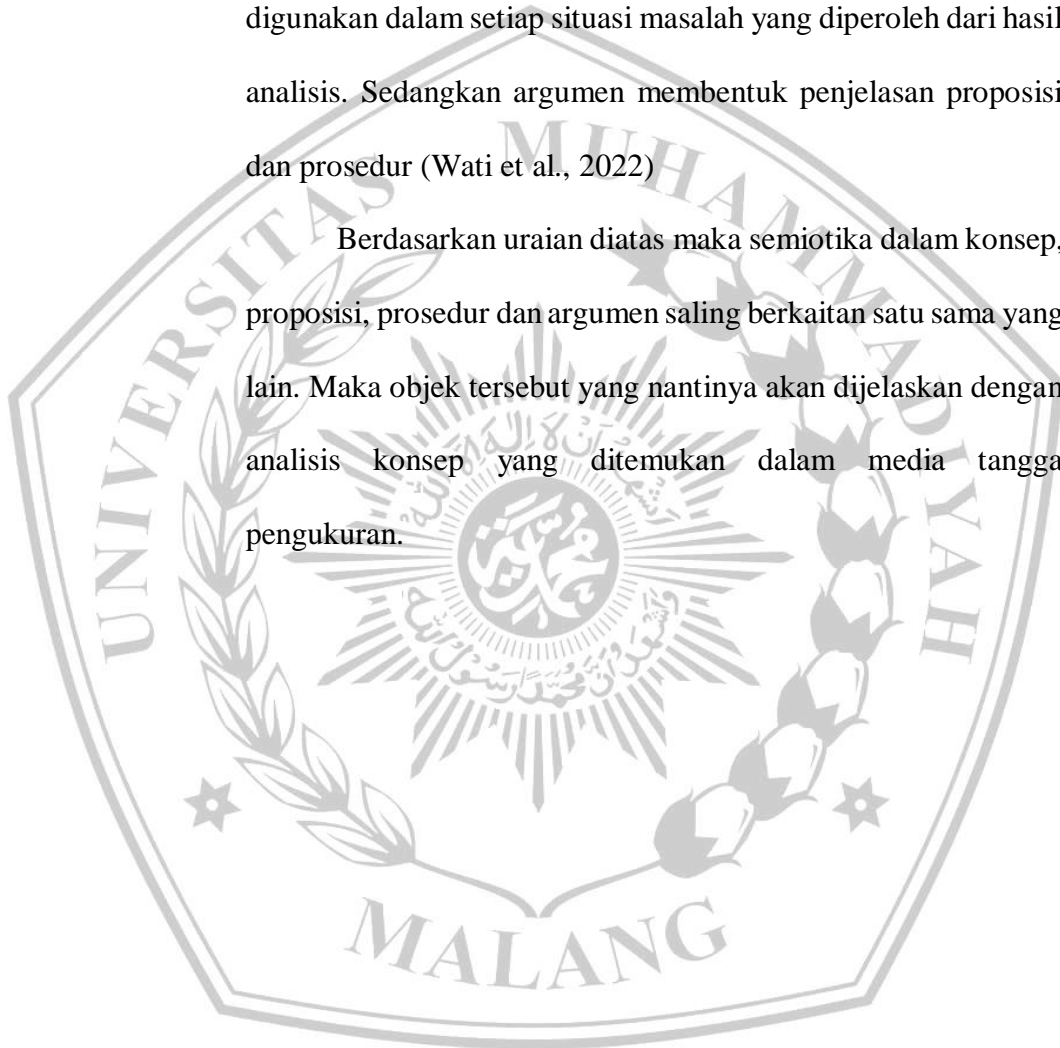 digunakan dalam setiap situasi masalah yang diperoleh dari hasil
analisis. Sedangkan argumen membentuk penjelasan proposisi
dan prosedur (Wati et al., 2022)
Berdasarkan uraian diatas maka semiotika dalam konsep,
proposisi, prosedur dan argumen saling berkaitan satu sama yang
lain. Maka objek tersebut yang nantinya akan dijelaskan dengan
analisis konsep yang ditemukan dalam media tangga
pengukuran.
UNIVERSITAS MUHAMMADIYAH
MALANG